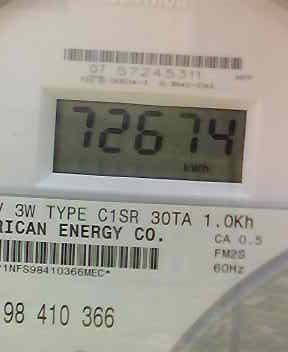 07 57245311
72674
kWh
V 3W TYPE C1SR 30TA 1.0Kh
RICAN ENERGY CO.
CA 0.5
FM2S
60Hz
1NFS98410366MEC*
98 410 366